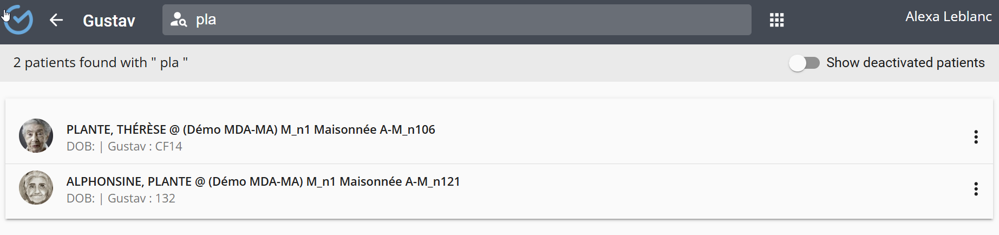 Gustav
pla
Alexa Leblanc
2 patients found with " pla "
Show deactivated patients
PLANTE, THÉRÈSE @ (Démo MDA-MA) M_n1 Maisonnée A-M_n106
DOB: | Gustav : CF14
ALPHONSINE, PLANTE @ (Démo MDA-MA) M_n1 Maisonnée A-M_n121
DOB: | Gustav : 132